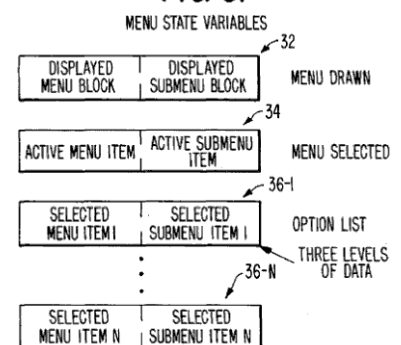 MENU STATE VARIABLES
32
DISPLAYED MENU BLOCK
DISPLAYED SUBMENU BLOCK
MENU DRAWN
34
ACTIVE MENU ITEM
ACTIVE SUBMENU ITEM
MENU SELECTED
36-1
SELECTED MENU ITEM 1
SELECTED SUBMENU ITEM 1
OPTION LIST
THREE LEVELS OF DATA
36-N
SELECTED MENU ITEM N
SELECTED SUBMENU ITEM N